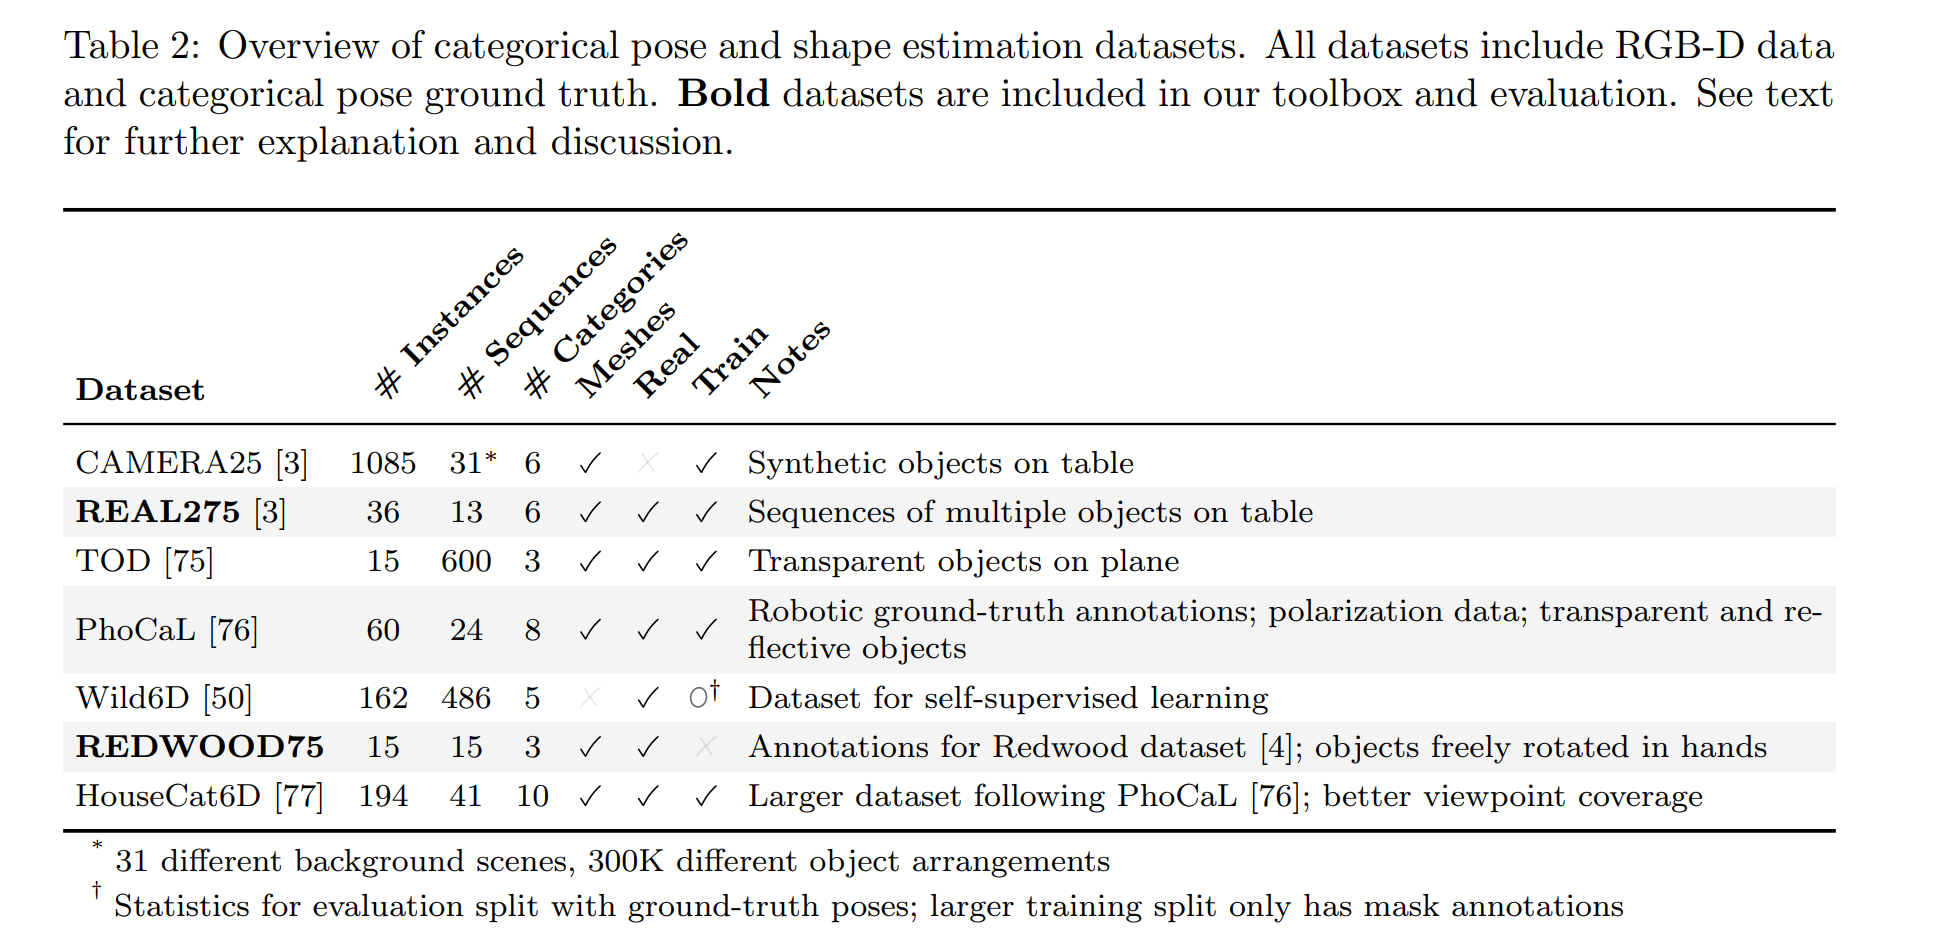 Table 2: Overview of categorical pose and shape estimation datasets. All datasets include RGB-D data
and categorical pose ground truth. Bold datasets are included in our toolbox and evaluation. See text
for further explanation and discussion.
Dataset # Instances # Sequences # Categories Meshes Real Train Notes
CAMERA25 [3] 1085 31* 6 ✓ ✗ ✓ Synthetic objects on table
REAL275 [3] 36 13 6 ✓ ✓ ✓ Sequences of multiple objects on table
TOD [75] 15 600 3 ✓ ✓ ✓ Transparent objects on plane
PhoCaL [76] 60 24 8 ✓ ✓ ✓ Robotic ground-truth annotations; polarization data; transparent and re-
flective objects
Wild6D [50] 162 486 5 ✗ ✓ O† Dataset for self-supervised learning
REDWOOD75 15 15 3 ✓ ✓ ✗ Annotations for Redwood dataset [4]; objects freely rotated in hands
HouseCat6D [77] 194 41 10 ✓ ✓ ✓ Larger dataset following PhoCaL [76]; better viewpoint coverage
* 31 different background scenes, 300K different object arrangements
† Statistics for evaluation split with ground-truth poses; larger training split only has mask annotations